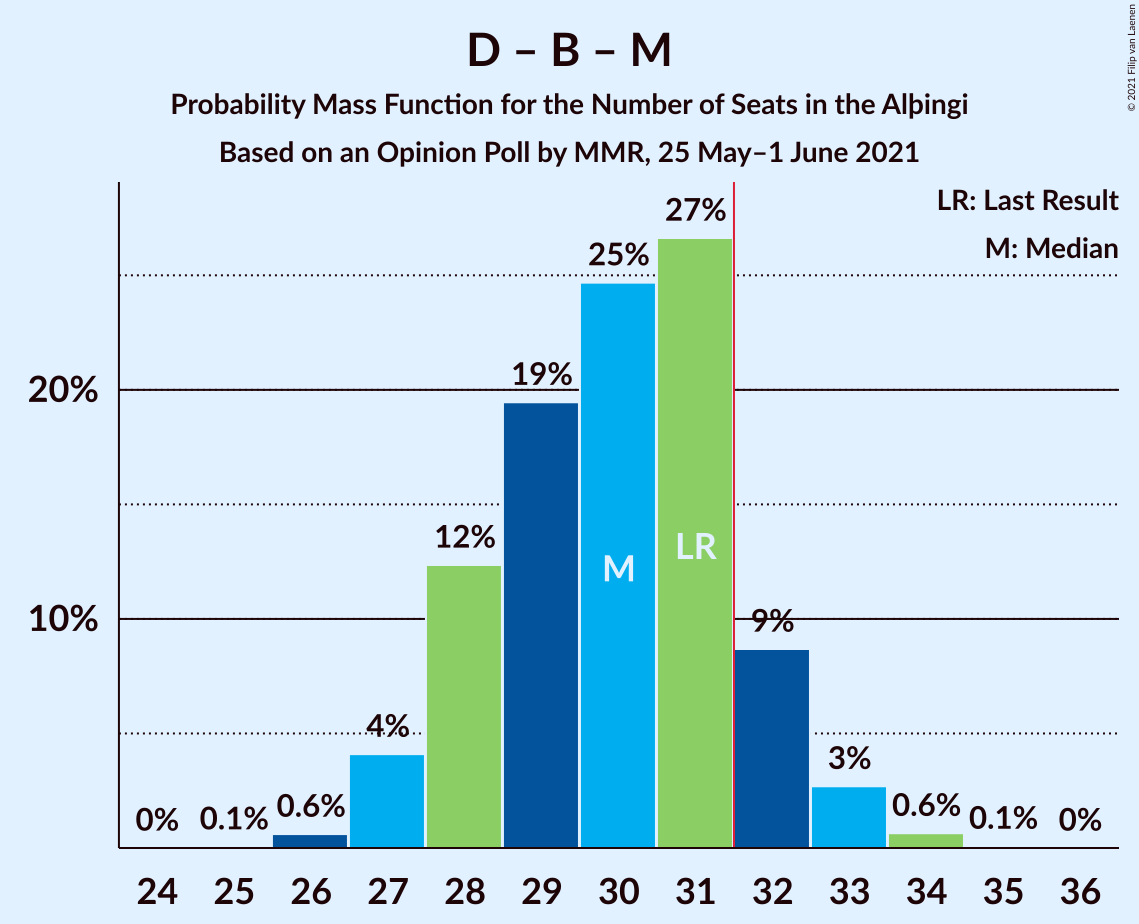 D – B – M
Probability Mass Function for the Number of Seats in the Alþingi
Based on an Opinion Poll by MMR, 25 May–1 June 2021
© 2021 Filip van Laenen
LR: Last Result
M: Median
20%
10%
0%
0.1%
0.6%
4%
12%
19%
25%
27%
9%
3%
0.6%
0.1%
0%
M
LR
24 25 26 27 28 29 30 31 32 33 34 35 36